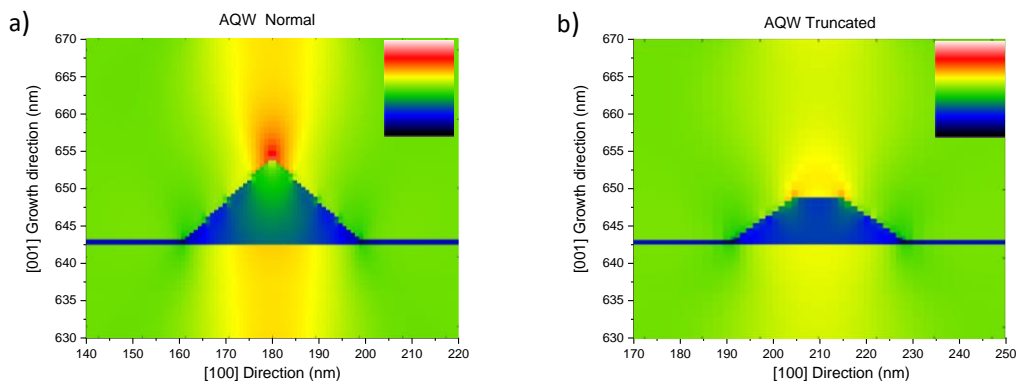 a)
AQW  Normal
[001] Growth direction (nm)
670
665
660
655
650
645
640
635
630
140 150 160 170 180 190 200 210 220
[100] Direction (nm)
b)
AQW Truncated
[001] Growth direction (nm)
670
665
660
655
650
645
640
635
630
170 180 190 200 210 220 230 240 250
[100] Direction (nm)